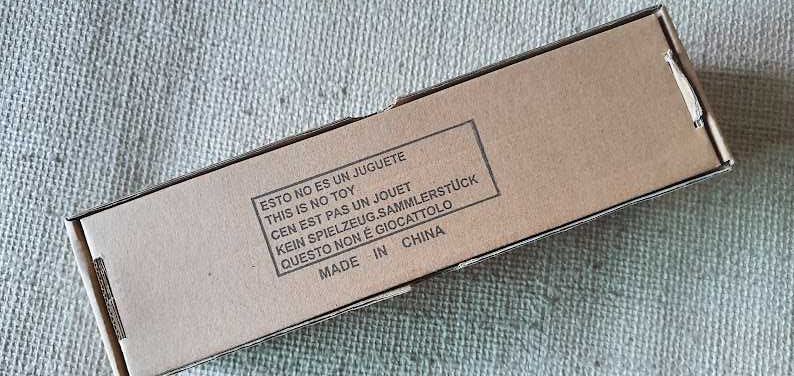 ESTO NO ES UN JUGUETE
THIS IS NO TOY
CEN EST PAS UN JOUET
KEIN SPIELZEUG.SAMMLERSTÜCK
QUESTO NON È GIOCATTOLO
MADE IN CHINA